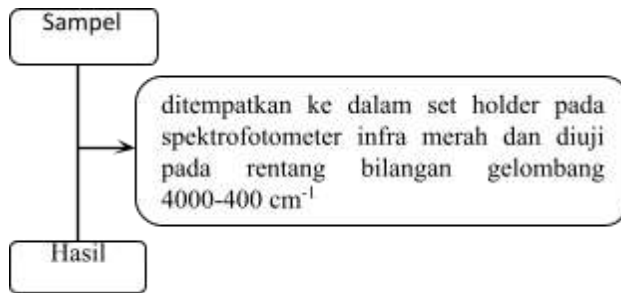 Sampel
ditempatkan ke dalam set holder pada
spektrofotometer infra merah dan diuji
pada rentang bilangan gelombang
4000-400 cm⁻¹
Hasil